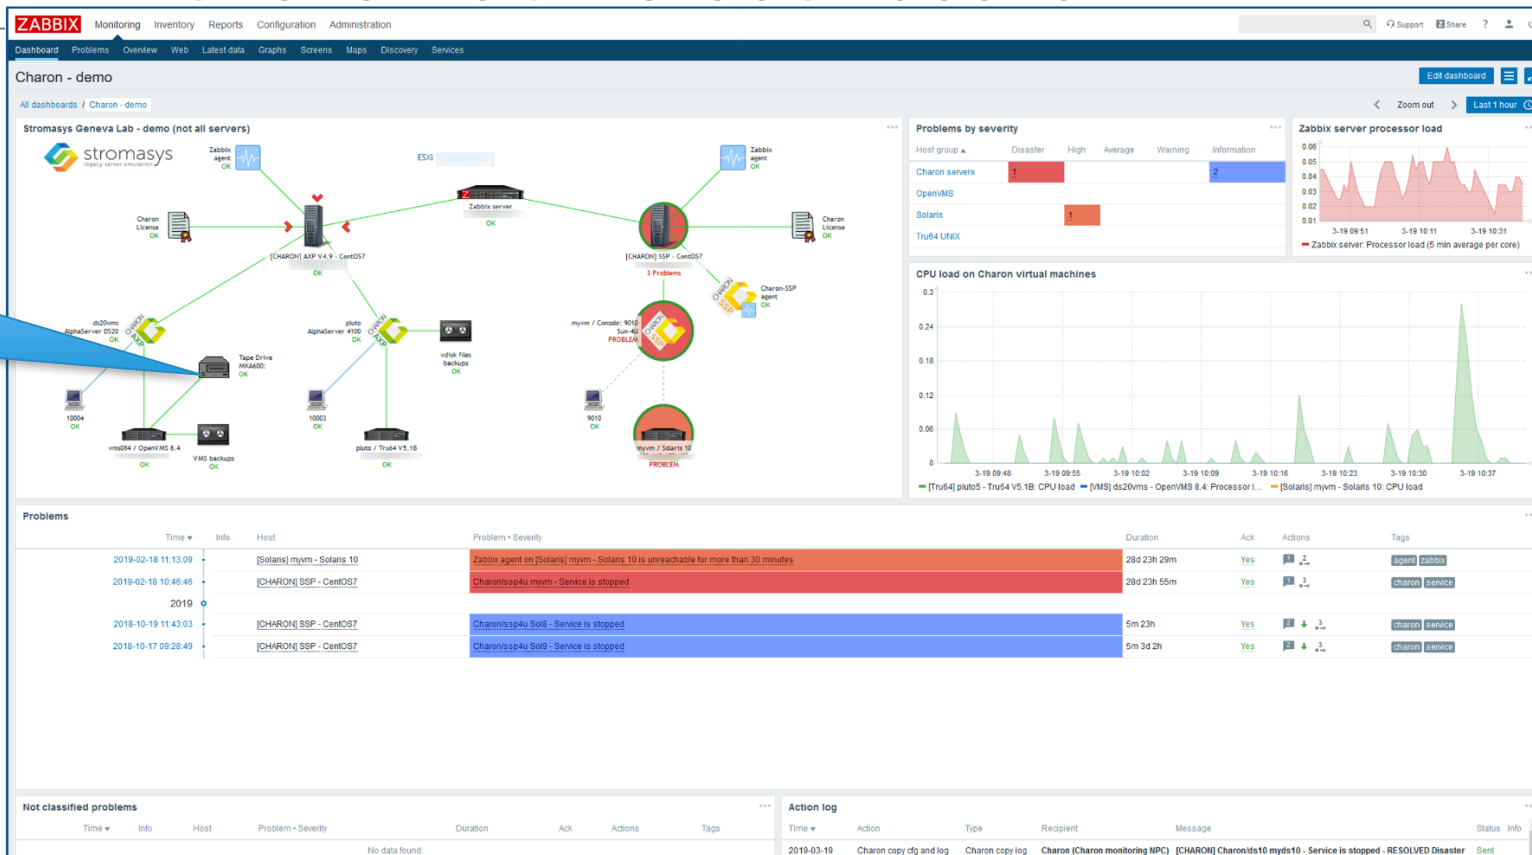 ZABBIX Monitoring Inventory Reports Configuration Administration Support Z Share ?
Dashboard Problems Overview Web Latest data Graphs Screens Maps Discovery Services
Charon - demo Edit dashboard
All dashboards / Charon - demo Zoom out Last 1 hour
Stromasys Geneva Lab - demo (not all servers)
stromasys
legacy server emulation
Zabbix
agent
OK
ESXi
Zabbix
agent
OK
Z
Zabbix server
OK
Charon
License
OK
Charon
License
OK
[CHARON] AXP V4.9 - CentOS7
OK
[CHARON] SSP - CentOS7
3 Problems
CHARON
SSP
Charon-SSP
agent
OK
ds20vms
AlphaServer DS20
OK
CHARON
AXP
pluto
AlphaServer 4100
OK
CHARON
AXP
vdisk files
backups
OK
myvm / Console: 9010
Sun-4U
PROBLEM
CHARON
SSP
Tape Drive
MKA600:
OK
10004
OK
10003
OK
9010
OK
vms084 / OpenVMS 8.4
OK
VMS backups
OK
pluto / Tru64 V5.1B
OK
myvm / Solaris 10
PROBLEM
Problems by severity
Host group Disaster High Average Warning Information
Charon servers 1 2
OpenVMS
Solaris 1
Tru64 UNIX
Zabbix server processor load
0.06
0.05
0.04
0.03
0.02
0.01
3-19 09:51 3-19 10:11 3-19 10:31
Zabbix server: Processor load (5 min average per core)
CPU load on Charon virtual machines
0.3
0.24
0.18
0.12
0.06
0
3-19 09:48 3-19 09:55 3-19 10:02 3-19 10:09 3-19 10:16 3-19 10:23 3-19 10:30 3-19 10:37
[Tru64] pluto5 - Tru64 V5.1B: CPU load [VMS] ds20vms - OpenVMS 8.4: Processor l... [Solaris] myvm - Solaris 10: CPU load
Problems
Time Info Host Problem • Severity Duration Ack Actions Tags
2019-02-18 11:13:09 [Solaris] myvm - Solaris 10 Zabbix agent on [Solaris] myvm - Solaris 10 is unreachable for more than 30 minutes 28d 23h 29m Yes 1 2 agent zabbix
2019-02-18 10:46:46 [CHARON] SSP - CentOS7 Charon/ssp4u myvm - Service is stopped 28d 23h 55m Yes 1 3 charon service
2019
2018-10-19 11:43:03 [CHARON] SSP - CentOS7 Charon/ssp4u Sol8 - Service is stopped 5m 23h Yes 2 3 charon service
2018-10-17 09:28:49 [CHARON] SSP - CentOS7 Charon/ssp4u Sol9 - Service is stopped 5m 3d 2h Yes 2 3 charon service
Not classified problems
Time Info Host Problem • Severity Duration Ack Actions Tags
No data found.
Action log
Time Action Type Recipient Message Status Info
2019-03-19 Charon copy cfg and log Charon copy log Charon (Charon monitoring NPC) [CHARON] Charon/ds10 myds10 - Service is stopped - RESOLVED Disaster Sent